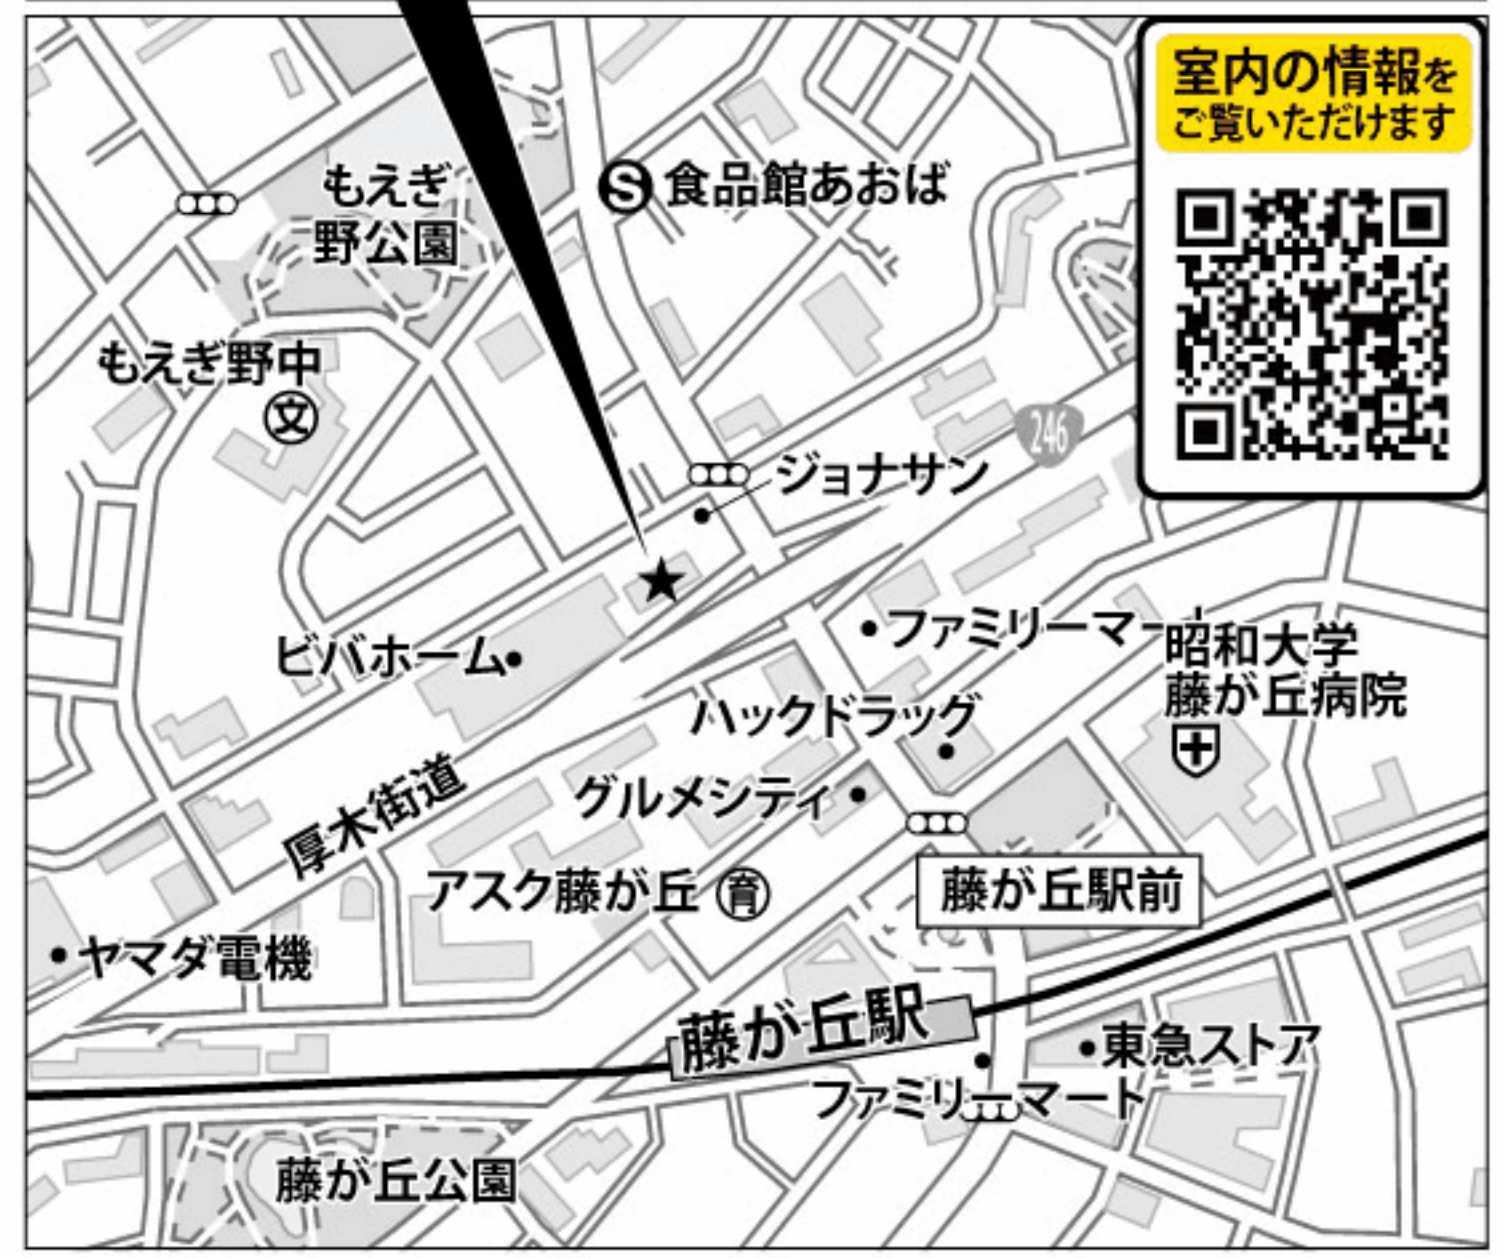 室内の情報を
ご覧いただけます
もえぎ
野公園
S 食品館あおば
もえぎ野中
文
246
ジョナサン
ビバホーム
ファミリーマート
昭和大学
藤が丘病院
ハックドラッグ
グルメシティ
厚木街道
アスク藤が丘 育
藤が丘駅前
ヤマダ電機
藤が丘駅
東急ストア
ファミリーマート
藤が丘公園